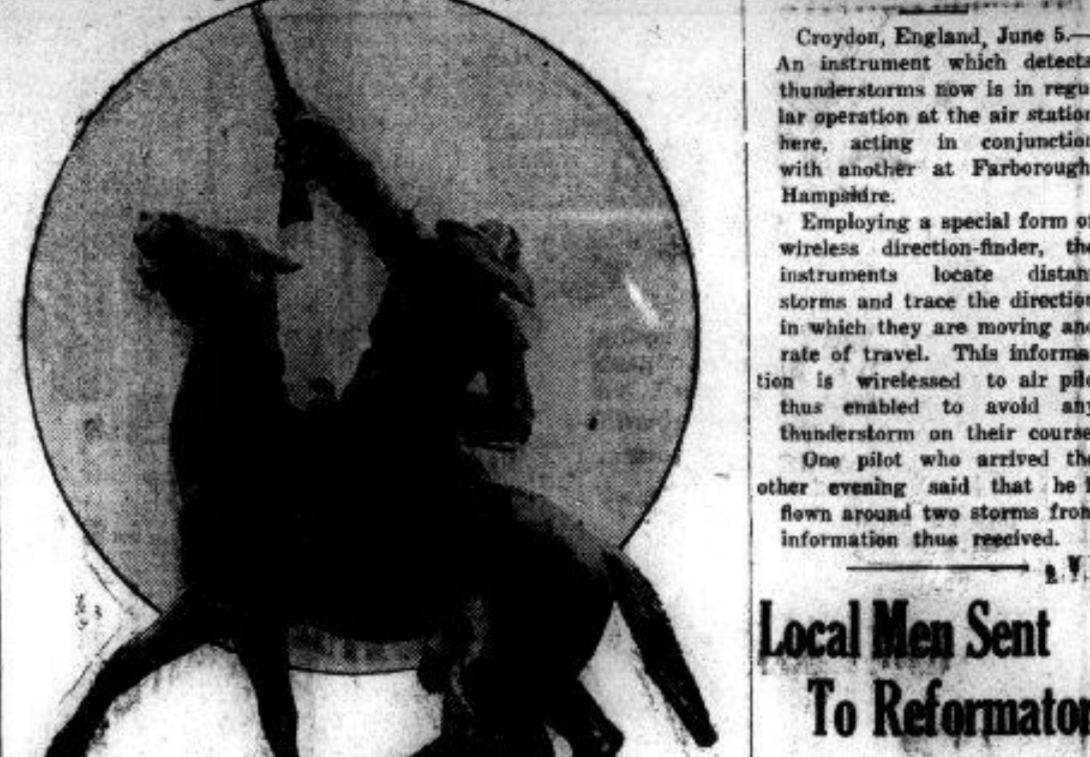 Croydon, England, June 5.—
An instrument which detects
thunderstorms now is in regu
lar operation at the air station
here, acting in conjunction
with another at Farborough
Hampshire.
Employing a special form of
wireless direction-finder, the
instruments locate distan
storms and trace the direction
in which they are moving and
rate of travel. This informa
tion is wirelessed to air pilo
thus enabled to avoid any
thunderstorm on their course
One pilot who arrived the
other evening said that he h
flown around two storms from
information thus reecived.
Local Men Sent
To Reformator